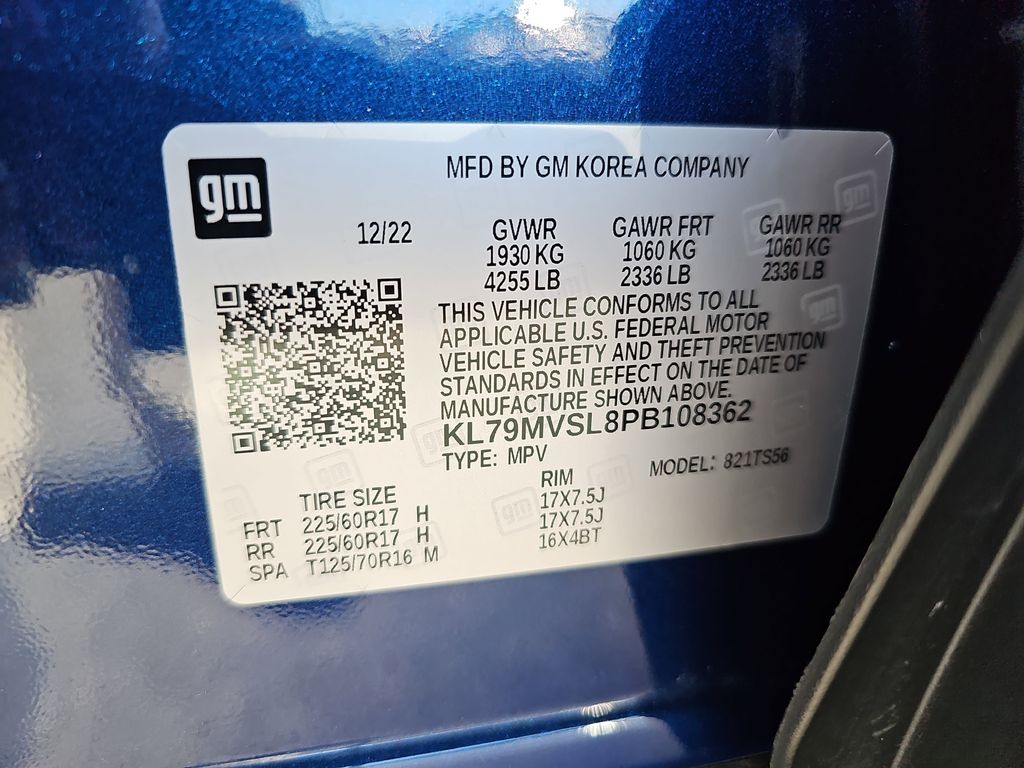 gm
MFD BY GM KOREA COMPANY
12/22 GVWR GAWR FRT GAWR RR
1930 KG 1060 KG 1060 KG
4255 LB 2336 LB 2336 LB
THIS VEHICLE CONFORMS TO ALL
APPLICABLE U.S. FEDERAL MOTOR
VEHICLE SAFETY AND THEFT PREVENTION
STANDARDS IN EFFECT ON THE DATE OF
MANUFACTURE SHOWN ABOVE.
KL79MVSL8PB108362
TYPE: MPV MODEL: 821TS56
TIRE SIZE RIM
FRT 225/60R17 H 17X7.5J
RR 225/60R17 H 17X7.5J
SPA T125/70R16 M 16X4BT